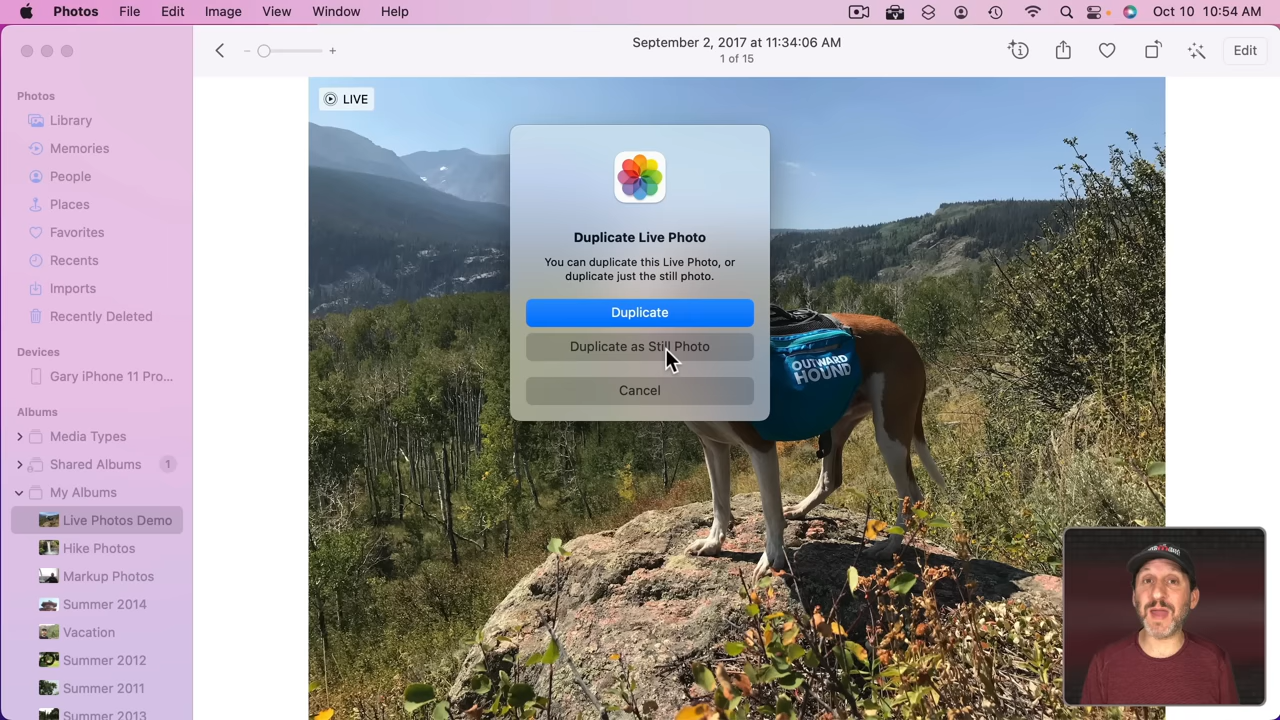 Photos File Edit Image View Window Help
Oct 10 10:54 AM
September 2, 2017 at 11:34:06 AM
1 of 15
Edit
Photos
Library
Memories
People
Places
Favorites
Recents
Imports
Recently Deleted
Devices
Gary iPhone 11 Pro...
Albums
Media Types
Shared Albums 1
My Albums
Live Photos Demo
Hike Photos
Markup Photos
Summer 2014
Vacation
Summer 2012
Summer 2011
Summer 2013
LIVE
Duplicate Live Photo
You can duplicate this Live Photo, or
duplicate just the still photo.
Duplicate
Duplicate as Still Photo
Cancel
OUTWARD
HOUND